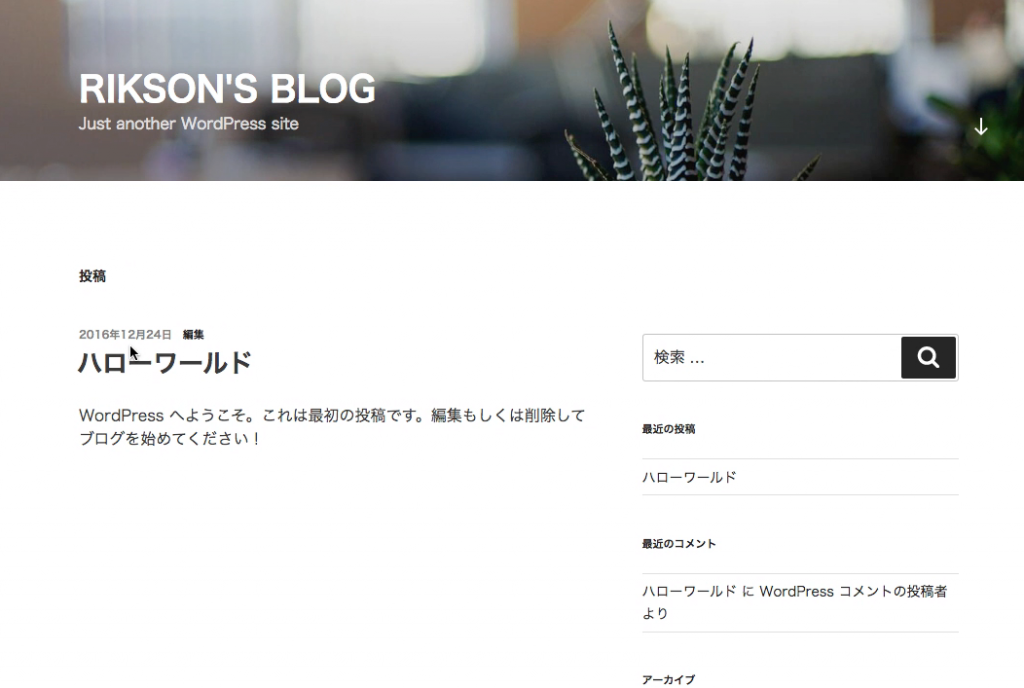 RIKSON'S BLOG
Just another WordPress site
投稿
2016年12月24日 編集
ハローワールド
WordPress へようこそ。これは最初の投稿です。編集もしくは削除して
ブログを始めてください！
検索 …
最近の投稿
ハローワールド
最近のコメント
ハローワールド に WordPress コメントの投稿者
より
アーカイブ